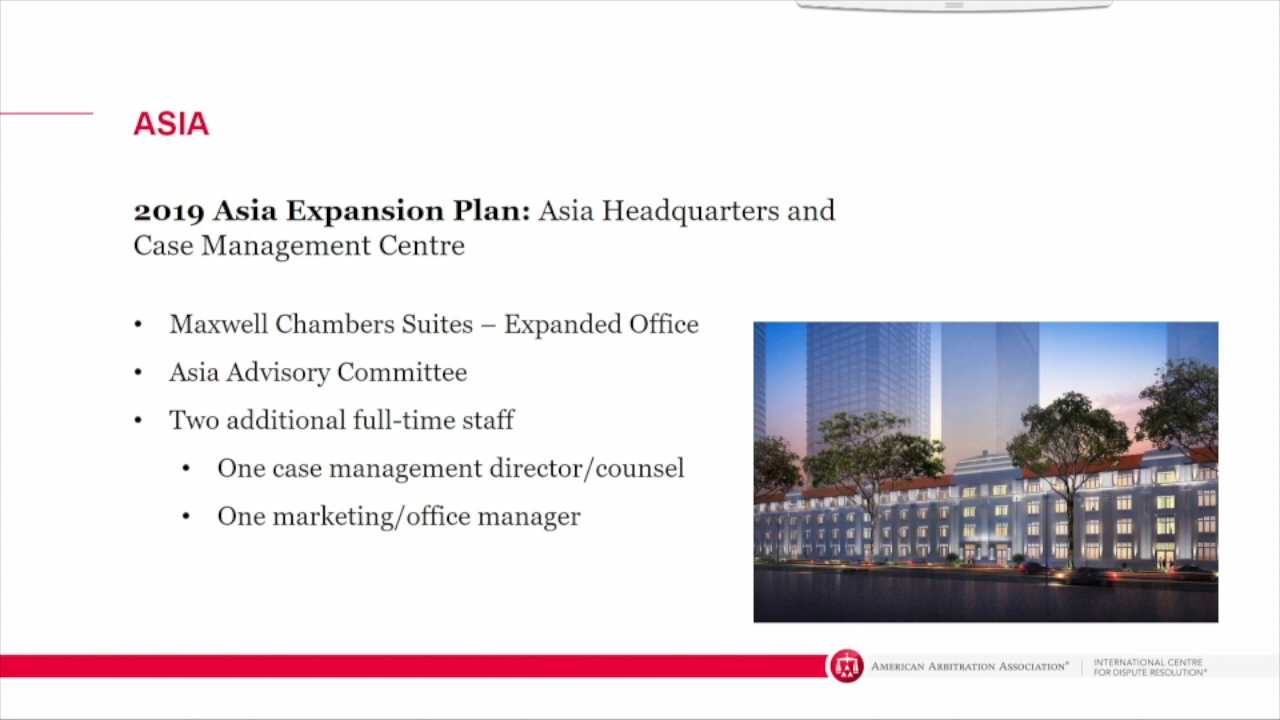 ASIA
2019 Asia Expansion Plan: Asia Headquarters and
Case Management Centre
• Maxwell Chambers Suites – Expanded Office
• Asia Advisory Committee
• Two additional full-time staff
• One case management director/counsel
• One marketing/office manager
AMERICAN ARBITRATION ASSOCIATION®
INTERNATIONAL CENTRE
FOR DISPUTE RESOLUTION®